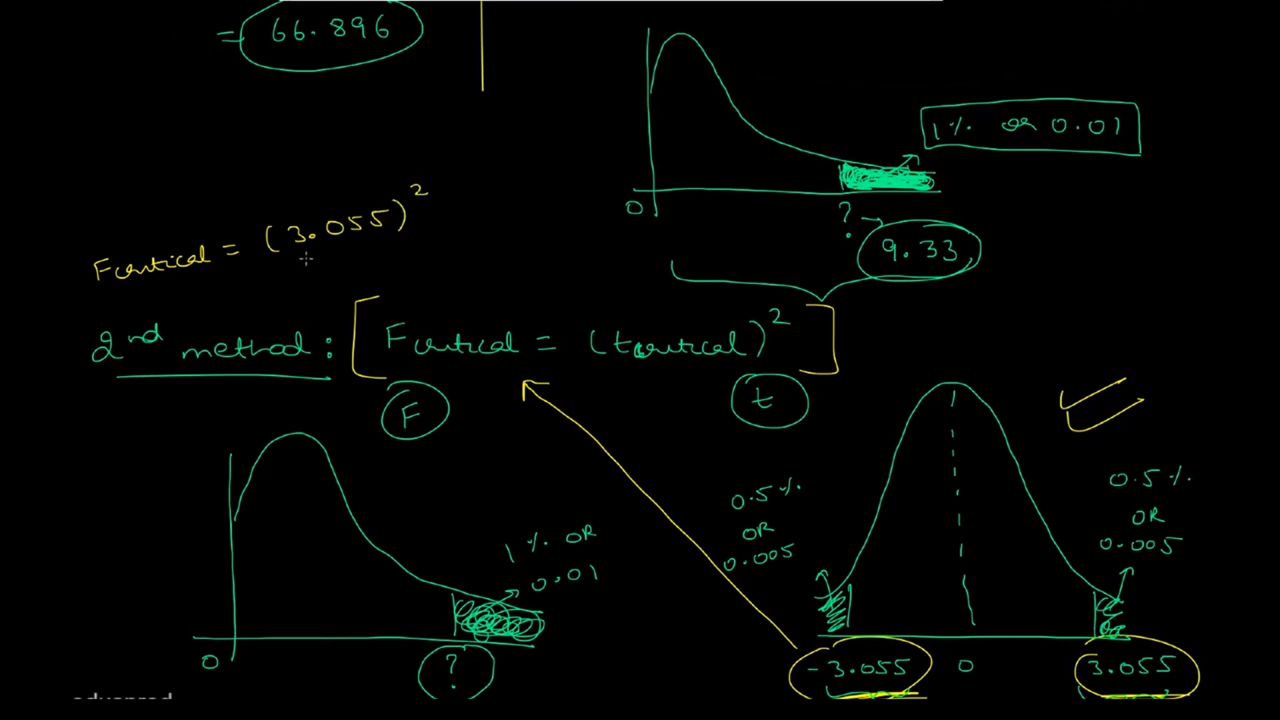 = 66.896
1% or 0.01
0
?
9.33
Fcritical = (3.055)²
2nd method: [Fcritical = (tcritical)²]
F
t
0.5%
OR
0.005
0.5%
OR
0.005
1% OR
0.01
0
?
-3.055
0
3.055